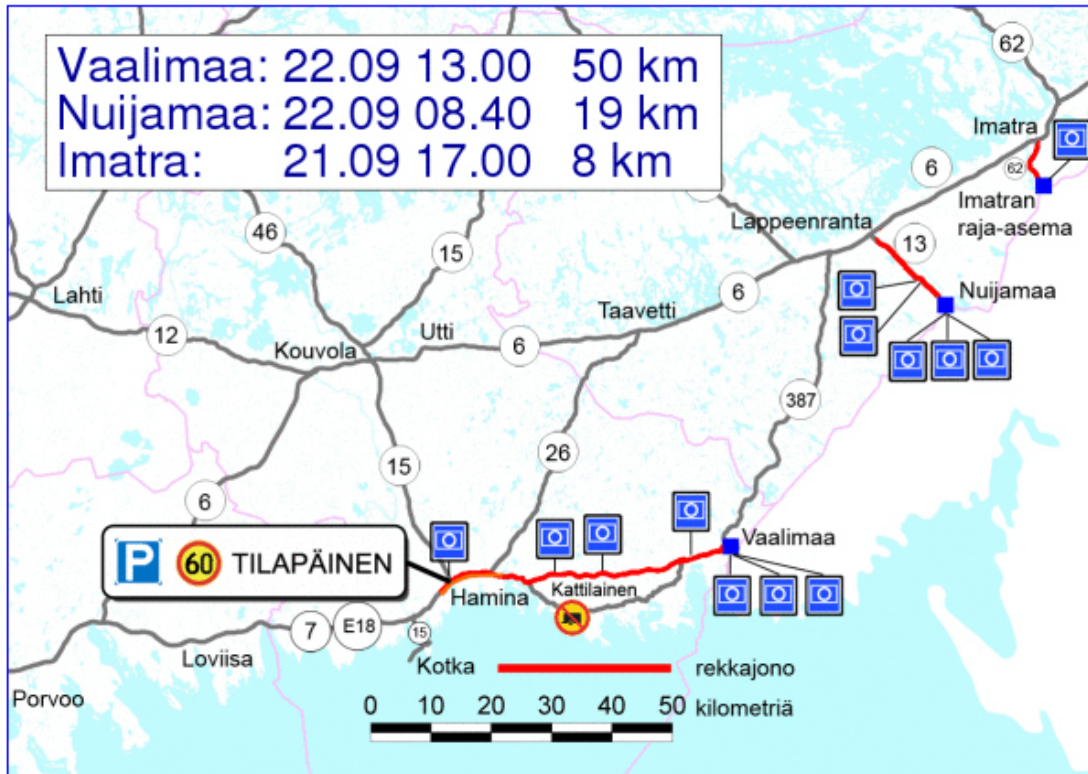 Vaalimaa: 22.09 13.00 50 km
Nuijamaa: 22.09 08.40 19 km
Imatra: 21.09 17.00 8 km
62
Imatra
6
62
Imatran
raja-asema
Lappeenranta
13
46
15
Nuijamaa
Lahti
Taavetti
6
12
Utti
Kouvola
6
387
26
15
6
Vaalimaa
P 60 TILAPÄINEN
Hamina
Kattilainen
7
E18
15
Loviisa
Kotka
rekkajono
Porvoo
0 10 20 30 40 50 kilometriä